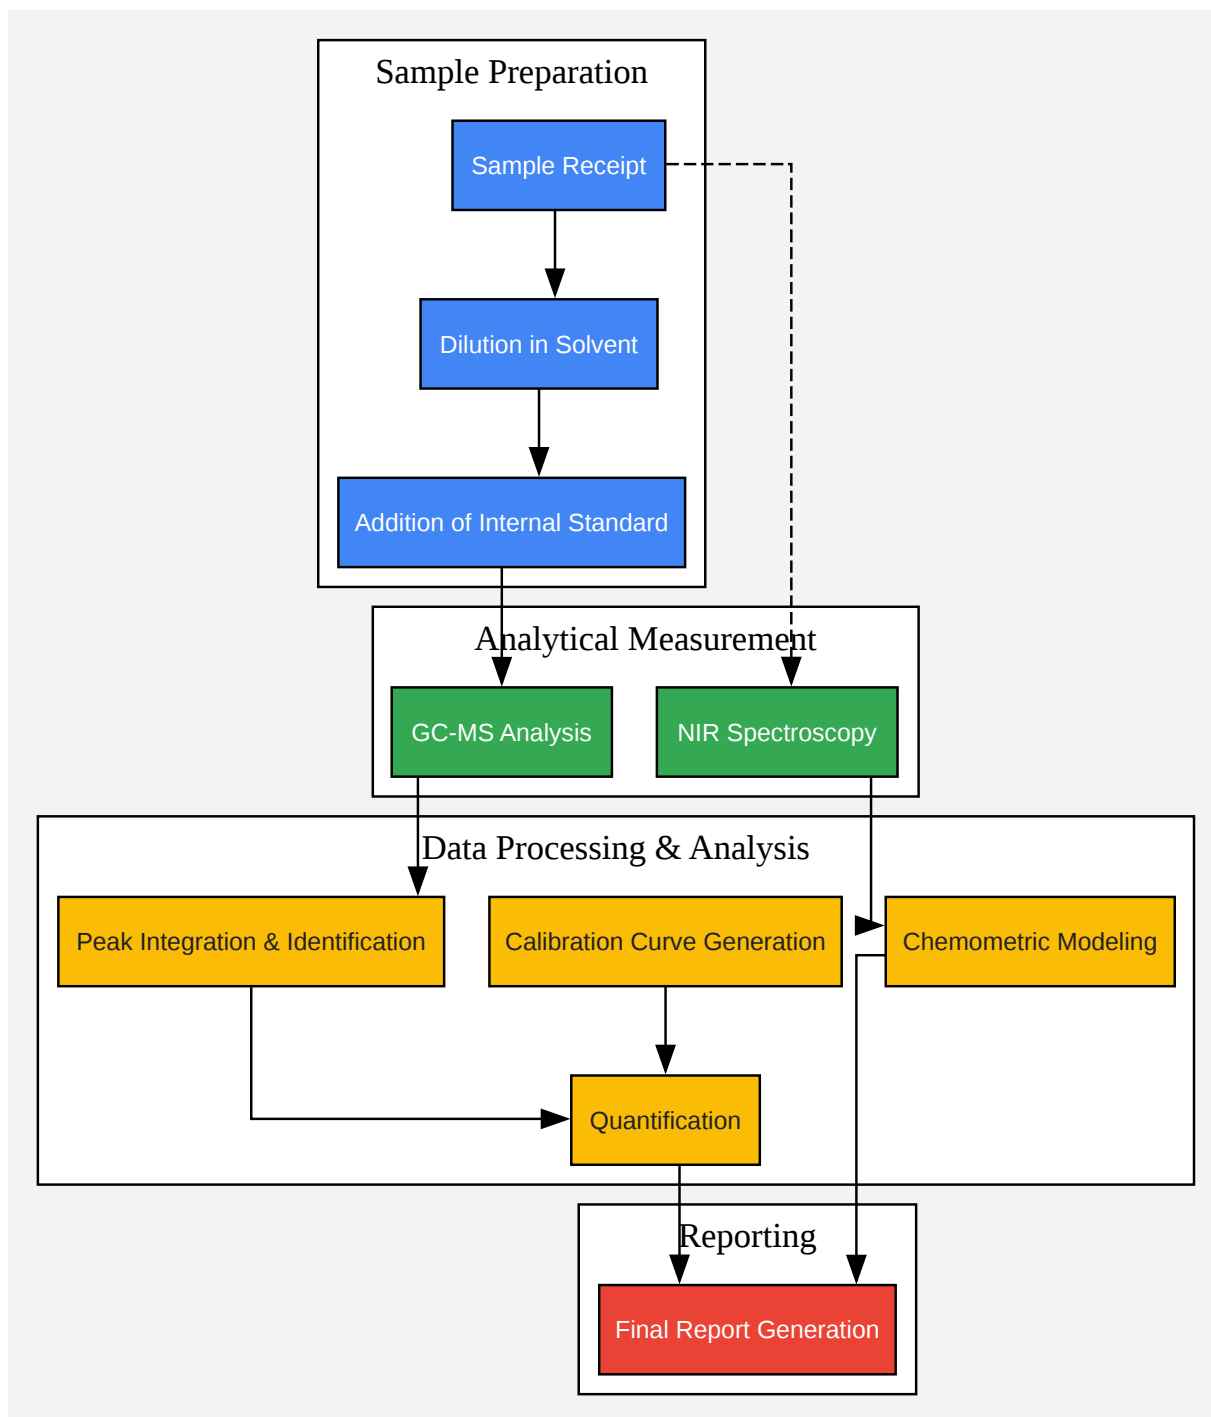 Sample Preparation
Sample Receipt
Dilution in Solvent
Addition of Internal Standard
Analytical Measurement
GC-MS Analysis
NIR Spectroscopy
Data Processing & Analysis
Peak Integration & Identification
Calibration Curve Generation
Chemometric Modeling
Quantification
Reporting
Final Report Generation